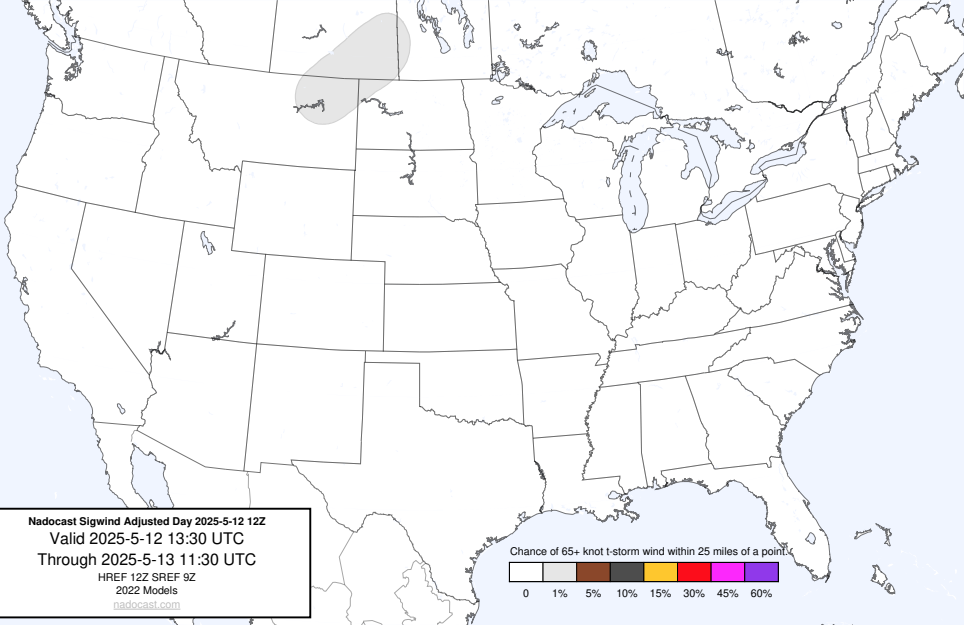 Nadocast Sigwind Adjusted Day 2025-5-12 12Z
Valid 2025-5-12 13:30 UTC
Through 2025-5-13 11:30 UTC
HREF 12Z SREF 9Z
2022 Models
nadocast.com
Chance of 65+ knot t-storm wind within 25 miles of a point.
0 1% 5% 10% 15% 30% 45% 60%